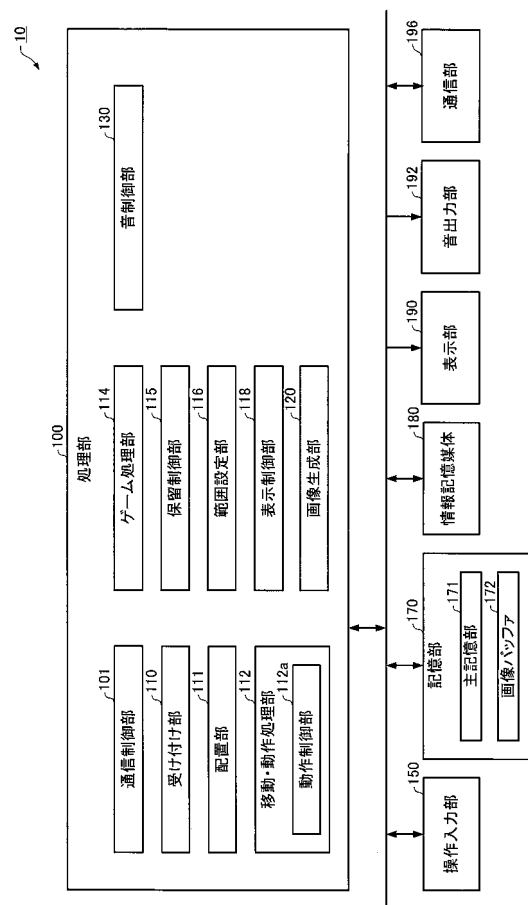 10
100
処理部
101
通信制御部
110
受け付け部
111
配置部
112
移動・動作処理部
112a
動作制御部
114
ゲーム処理部
115
保留制御部
116
範囲設定部
118
表示制御部
120
画像生成部
130
音制御部
150
操作入力部
170
記憶部
171
主記憶部
172
画像バッファ
180
情報記憶媒体
190
表示部
192
音出力部
196
通信部